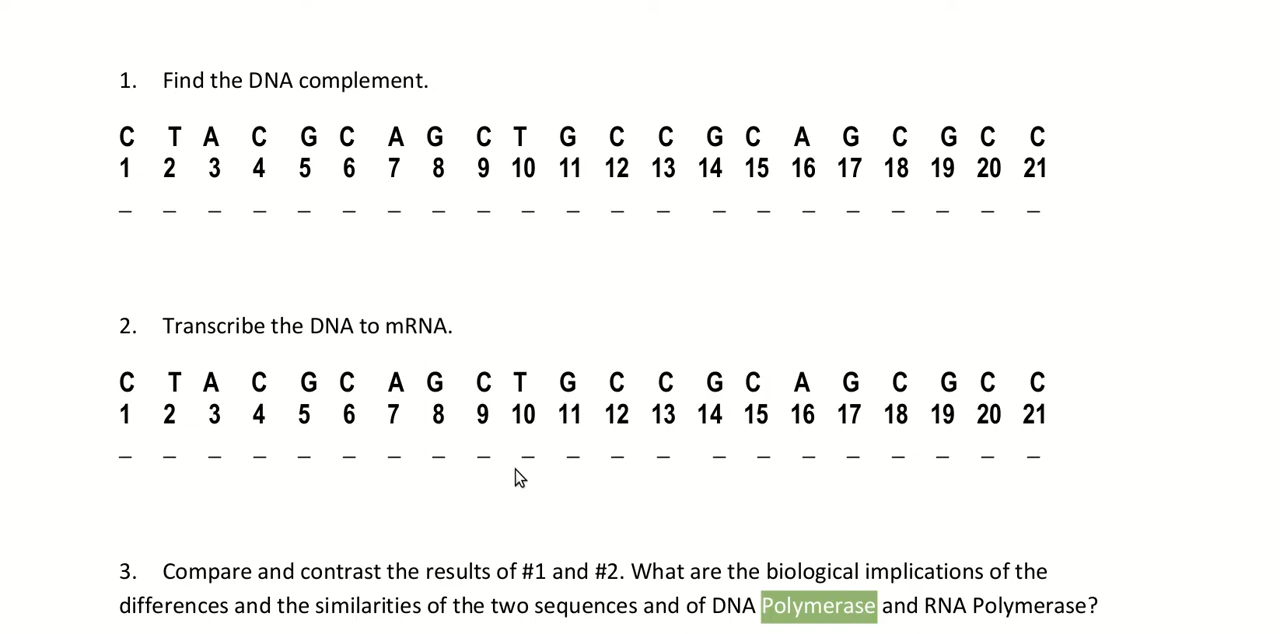 1. Find the DNA complement.
C T A C G C A G C T G C C G C A G C G C C
1 2 3 4 5 6 7 8 9 10 11 12 13 14 15 16 17 18 19 20 21
_ _ _ _ _ _ _ _ _ _ _ _ _ _ _ _ _ _ _ _ _
2. Transcribe the DNA to mRNA.
C T A C G C A G C T G C C G C A G C G C C
1 2 3 4 5 6 7 8 9 10 11 12 13 14 15 16 17 18 19 20 21
_ _ _ _ _ _ _ _ _ _ _ _ _ _ _ _ _ _ _ _ _
3. Compare and contrast the results of #1 and #2. What are the biological implications of the
differences and the similarities of the two sequences and of DNA Polymerase and RNA Polymerase?